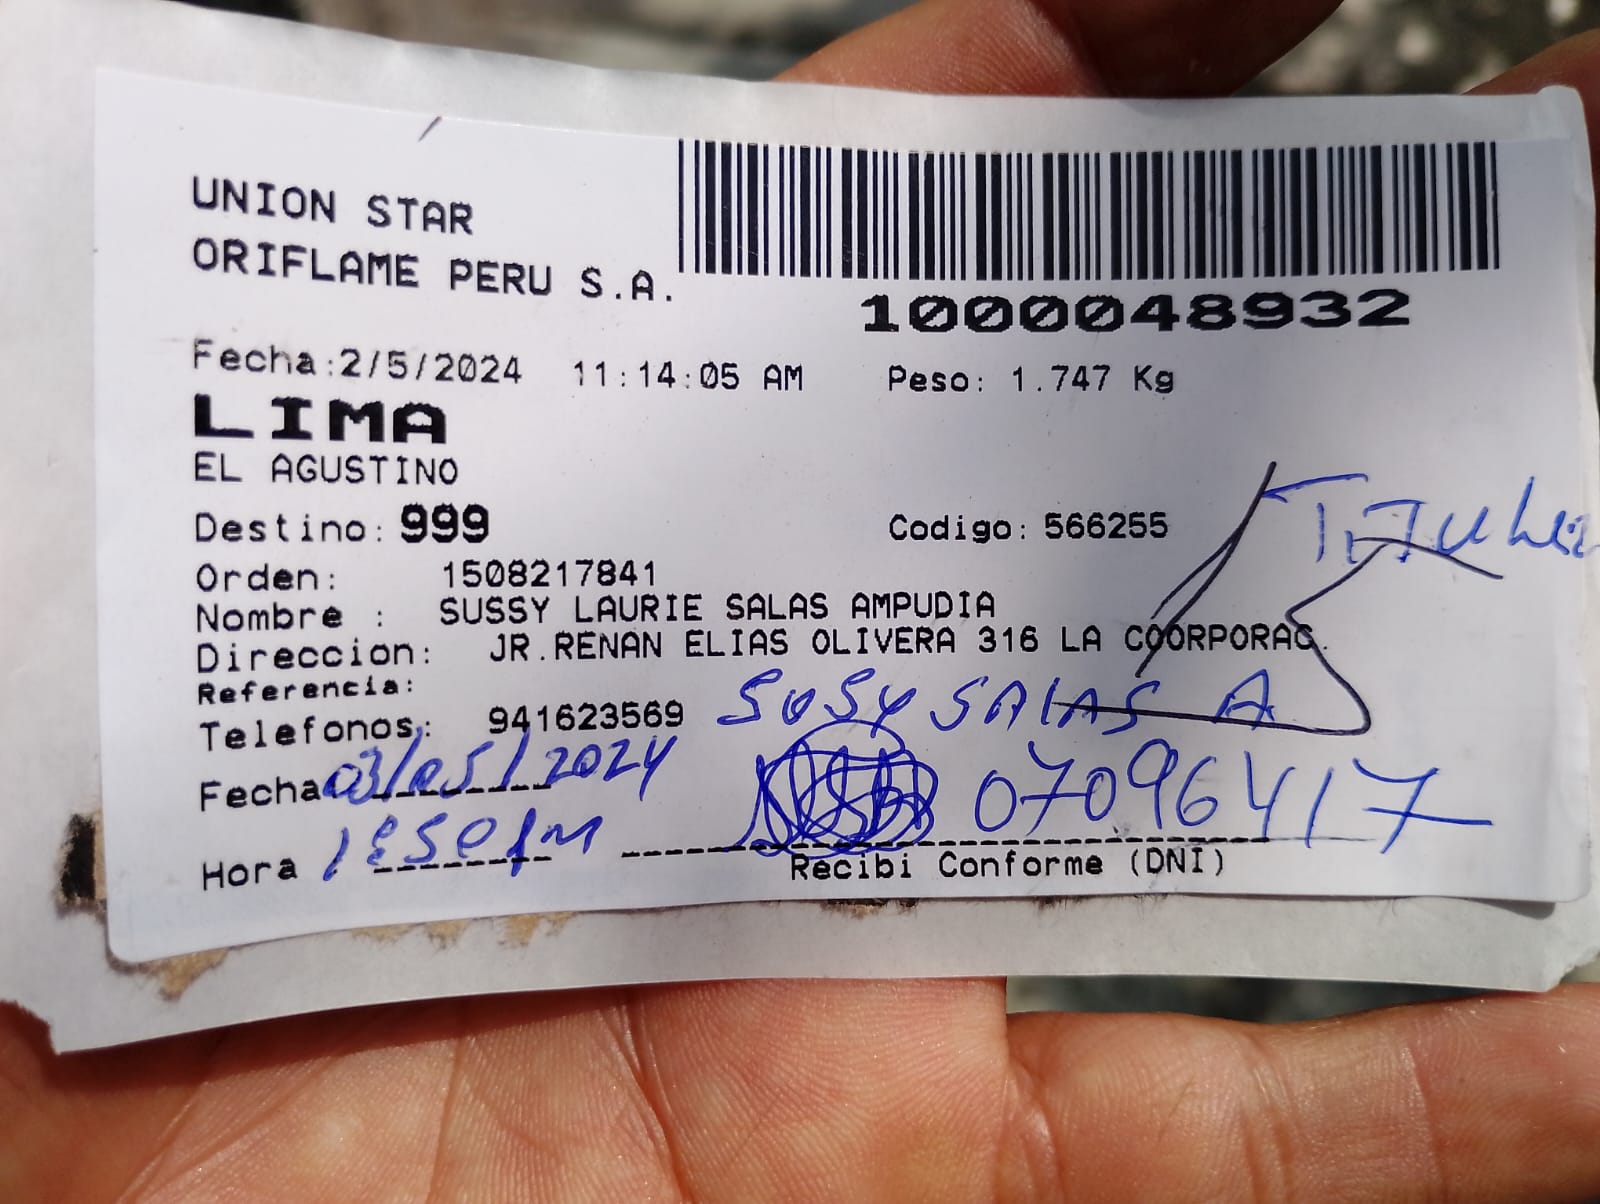 UNION STAR
ORIFLAME PERU S.A.
1000048932
Fecha:2/5/2024 11:14:05 AM Peso: 1.747 Kg
LIMA
EL AGUSTINO
Destino: 999 Codigo: 566255
Orden: 1508217841
Nombre : SUSSY LAURIE SALAS AMPUDIA
Direccion: JR.RENAN ELIAS OLIVERA 316 LA COORPORAC.
Referencia:
Telefonos: 941623569 SUSY SALAS A
Fecha 03/05/2024 07096417
Hora
Recibi Conforme (DNI)